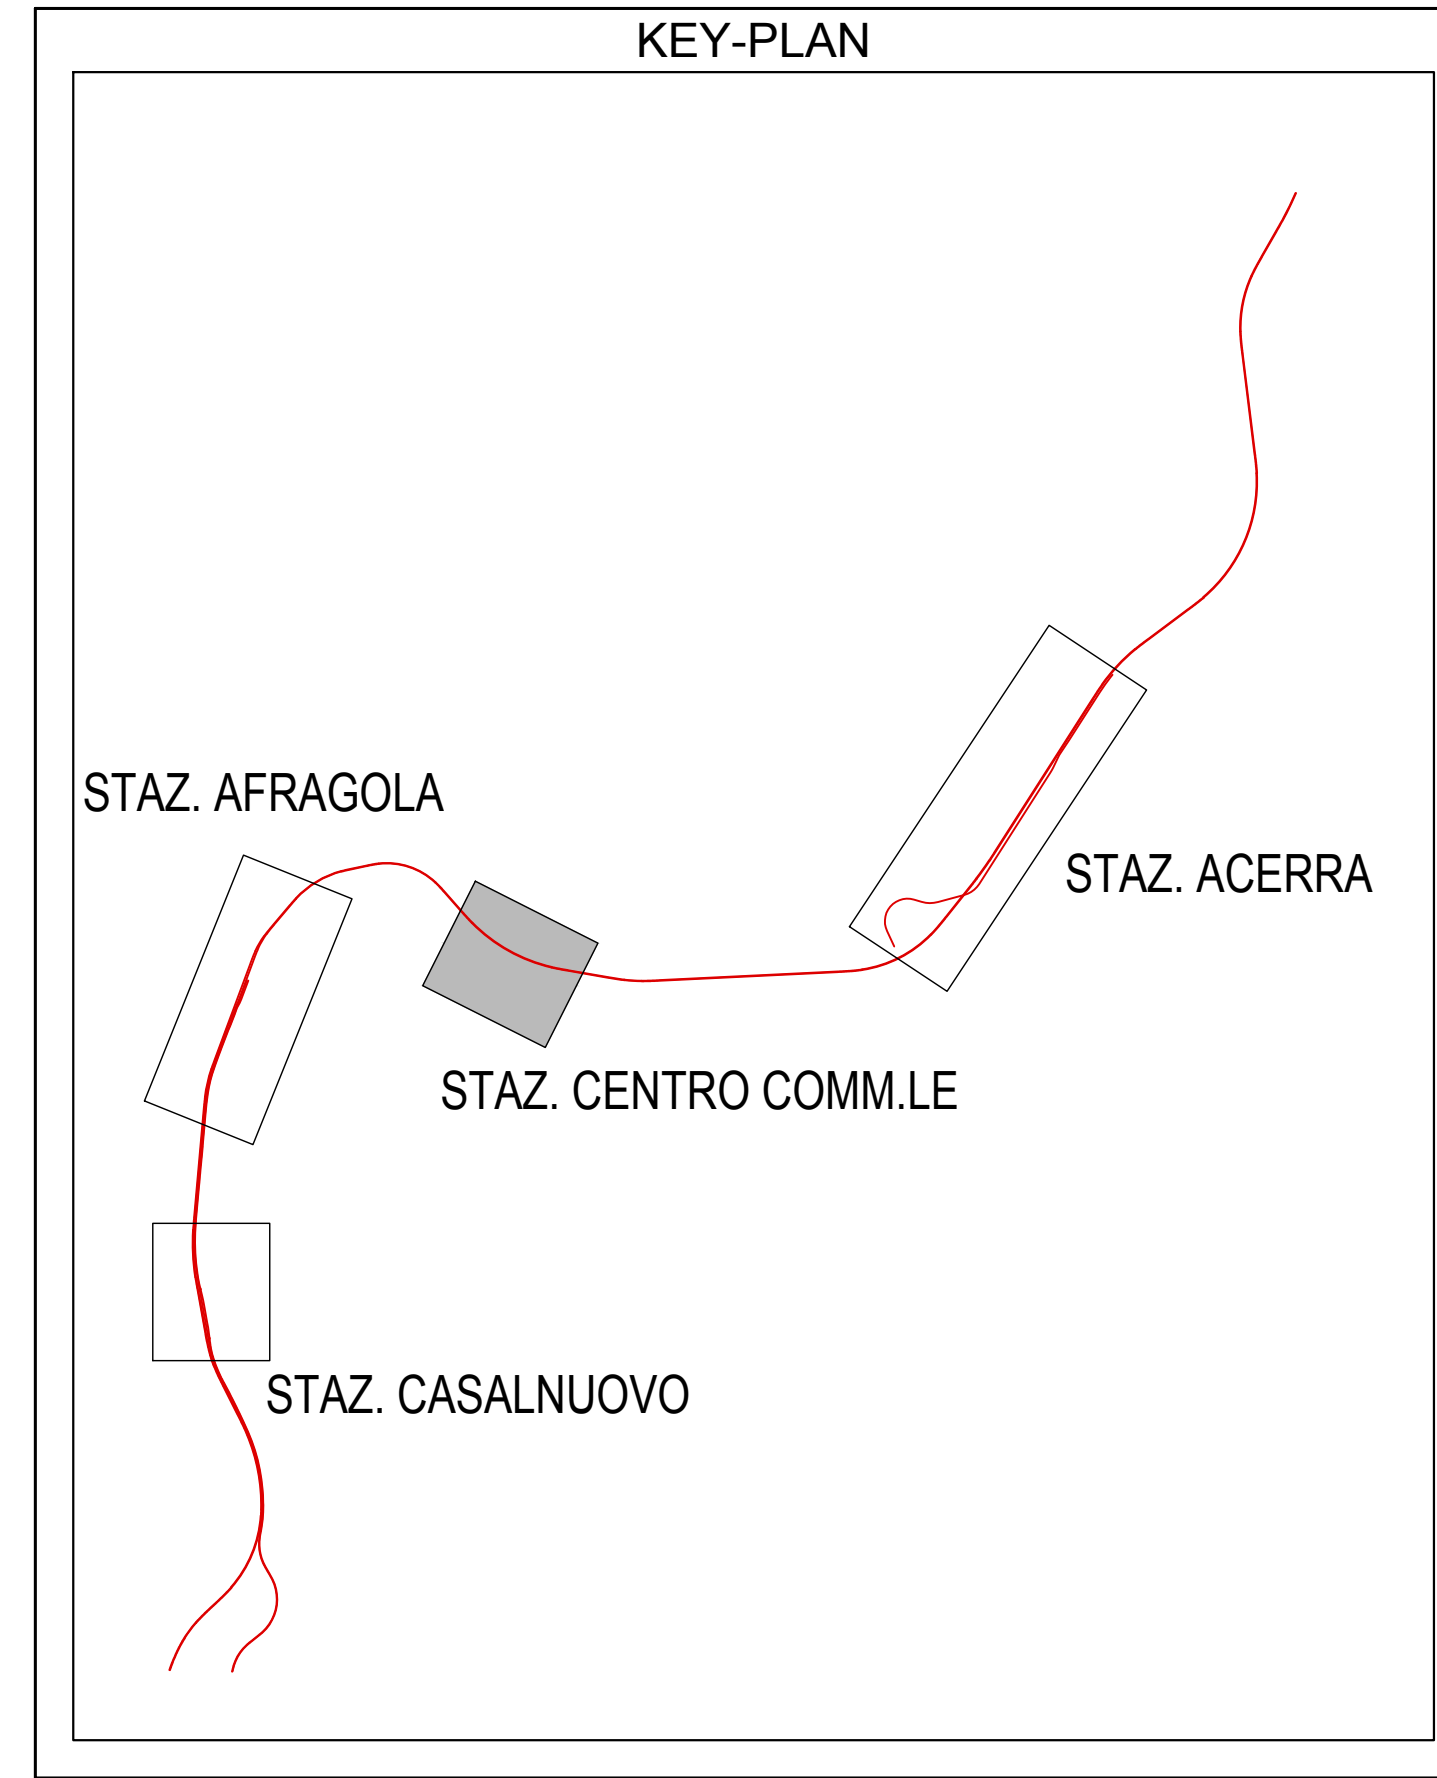 KEY-PLAN
STAZ. AFRAGOLA
STAZ. ACERRA
STAZ. CENTRO COMM.LE
STAZ. CASALNUOVO